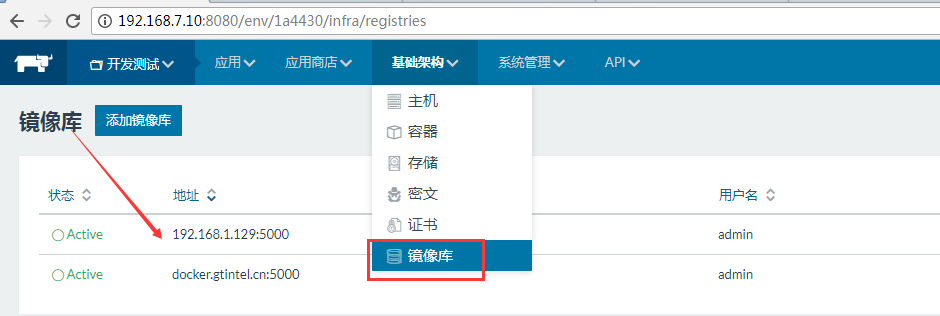 192.168.7.10:8080/env/1a4430/infra/registries
开发测试 应用 应用商店 基础架构 系统管理 API
主机
镜像库 添加镜像库
容器
存储
密文
状态 地址 用户名
证书
Active 192.168.1.129:5000 admin
镜像库
Active docker.gtintel.cn:5000 admin